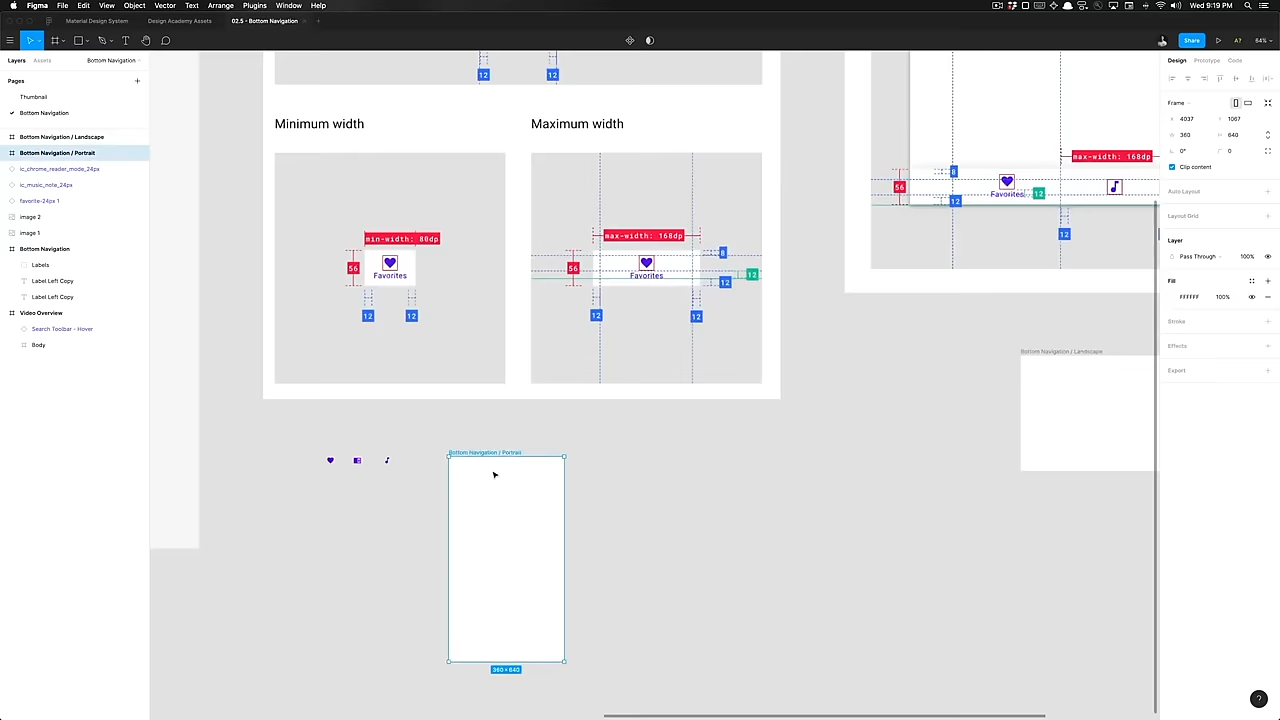 Figma File Edit View Object Vector Text Arrange Plugins Window Help
Wed 9:19 PM
Material Design System
Design Academy Assets
02.5 - Bottom Navigation
Share
A?
64%
Layers
Assets
Bottom Navigation
Pages
Thumbnail
Bottom Navigation
Bottom Navigation / Landscape
Bottom Navigation / Portrait
ic_chrome_reader_mode_24px
ic_music_note_24px
favorite-24px 1
image 2
image 1
Bottom Navigation
Labels
Label Left Copy
Label Left Copy
Video Overview
Search Toolbar - Hover
Body
12
12
Minimum width
Maximum width
min-width: 80dp
56
Favorites
12
12
max-width: 168dp
56
Favorites
8
12
12
12
12
max-width: 168dp
56
8
12
Favorites
12
12
Bottom Navigation / Landscape
Bottom Navigation / Portrait
360 × 640
Design
Prototype
Code
Frame
X 4037
Y 1067
W 360
H 640
0°
0
Clip content
Auto Layout
Layout Grid
Layer
Pass Through
100%
Fill
FFFFFF
100%
Stroke
Effects
Export
?